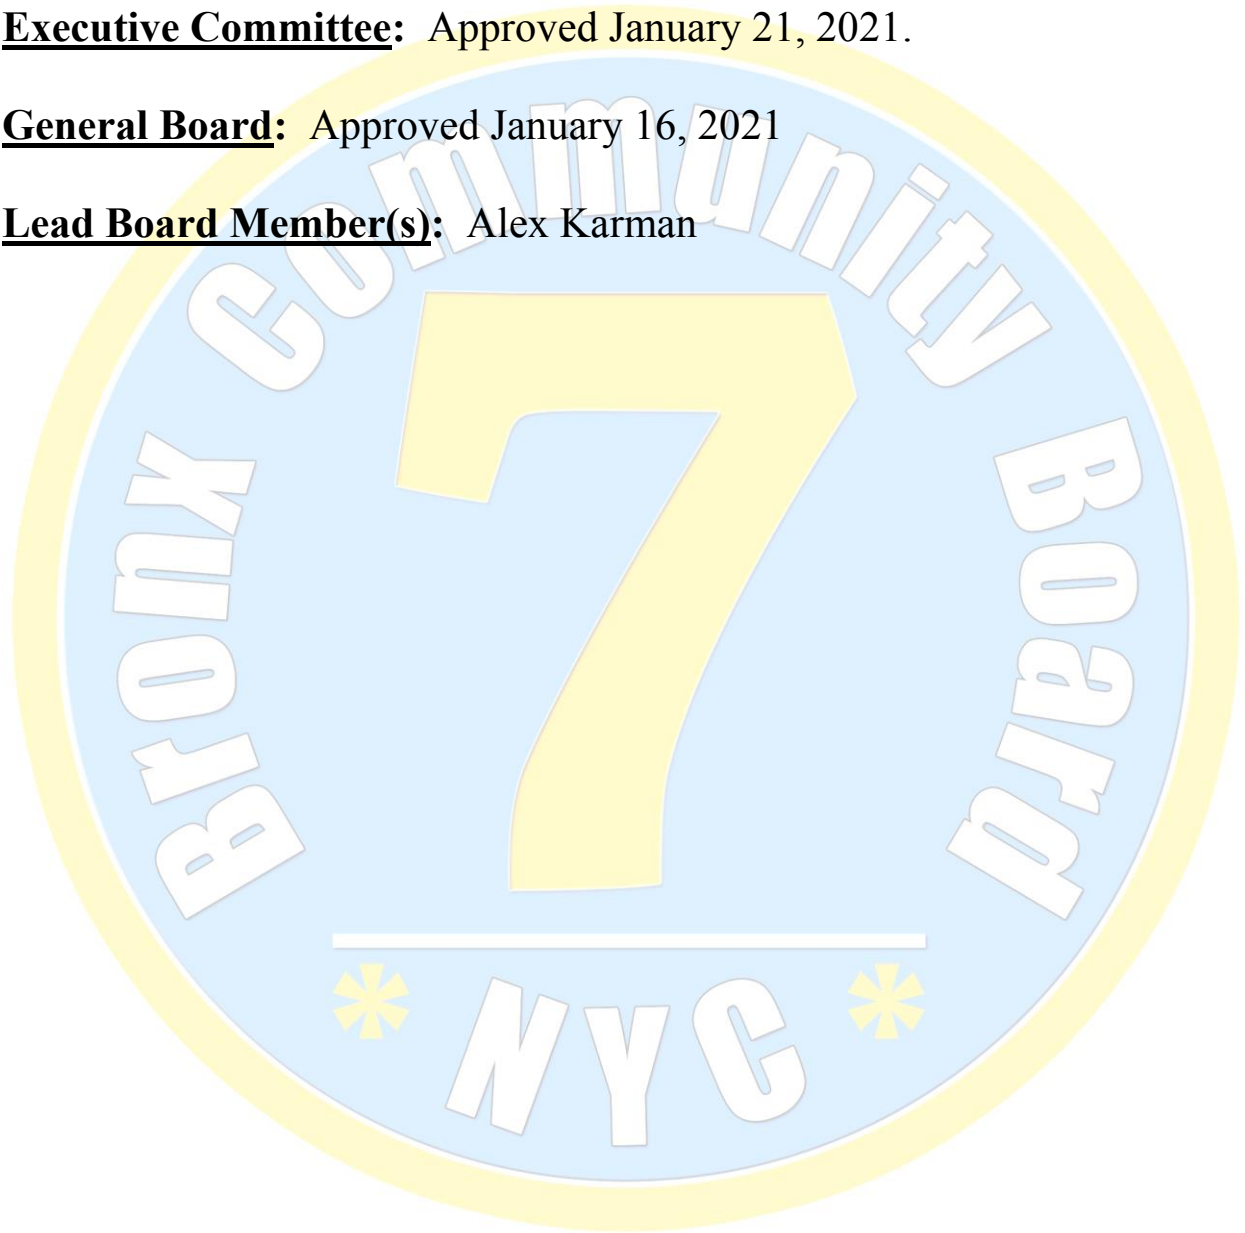 Executive Committee: Approved January 21, 2021.
General Board: Approved January 16, 2021
Lead Board Member(s): Alex Karman
Bronx Community Board
7
* NYC *